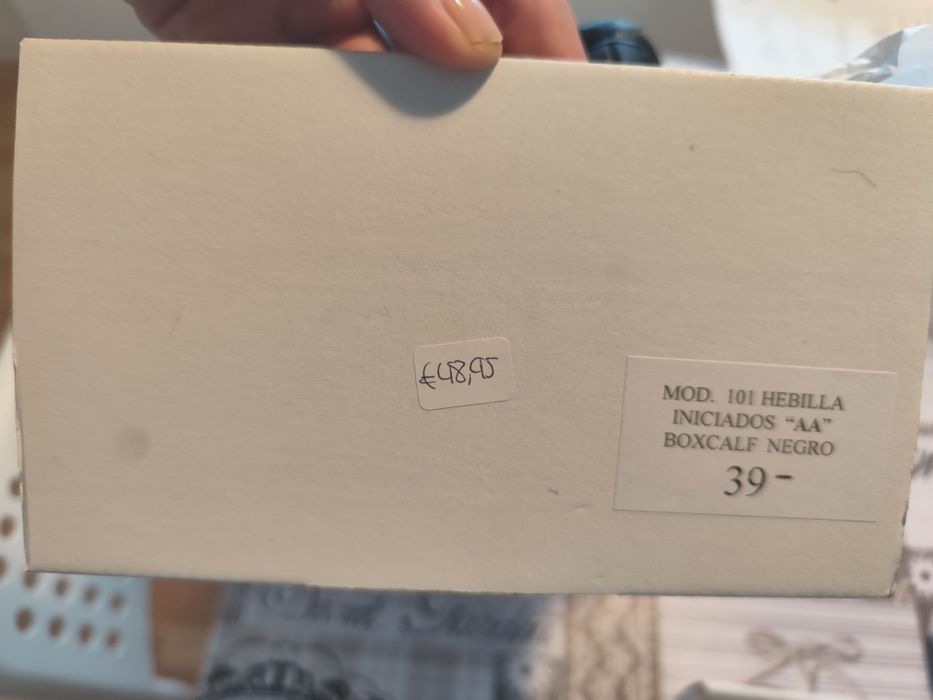 €48,95
MOD. 101 HEBILLA
INICIADOS "AA"
BOXCALF NEGRO
39-